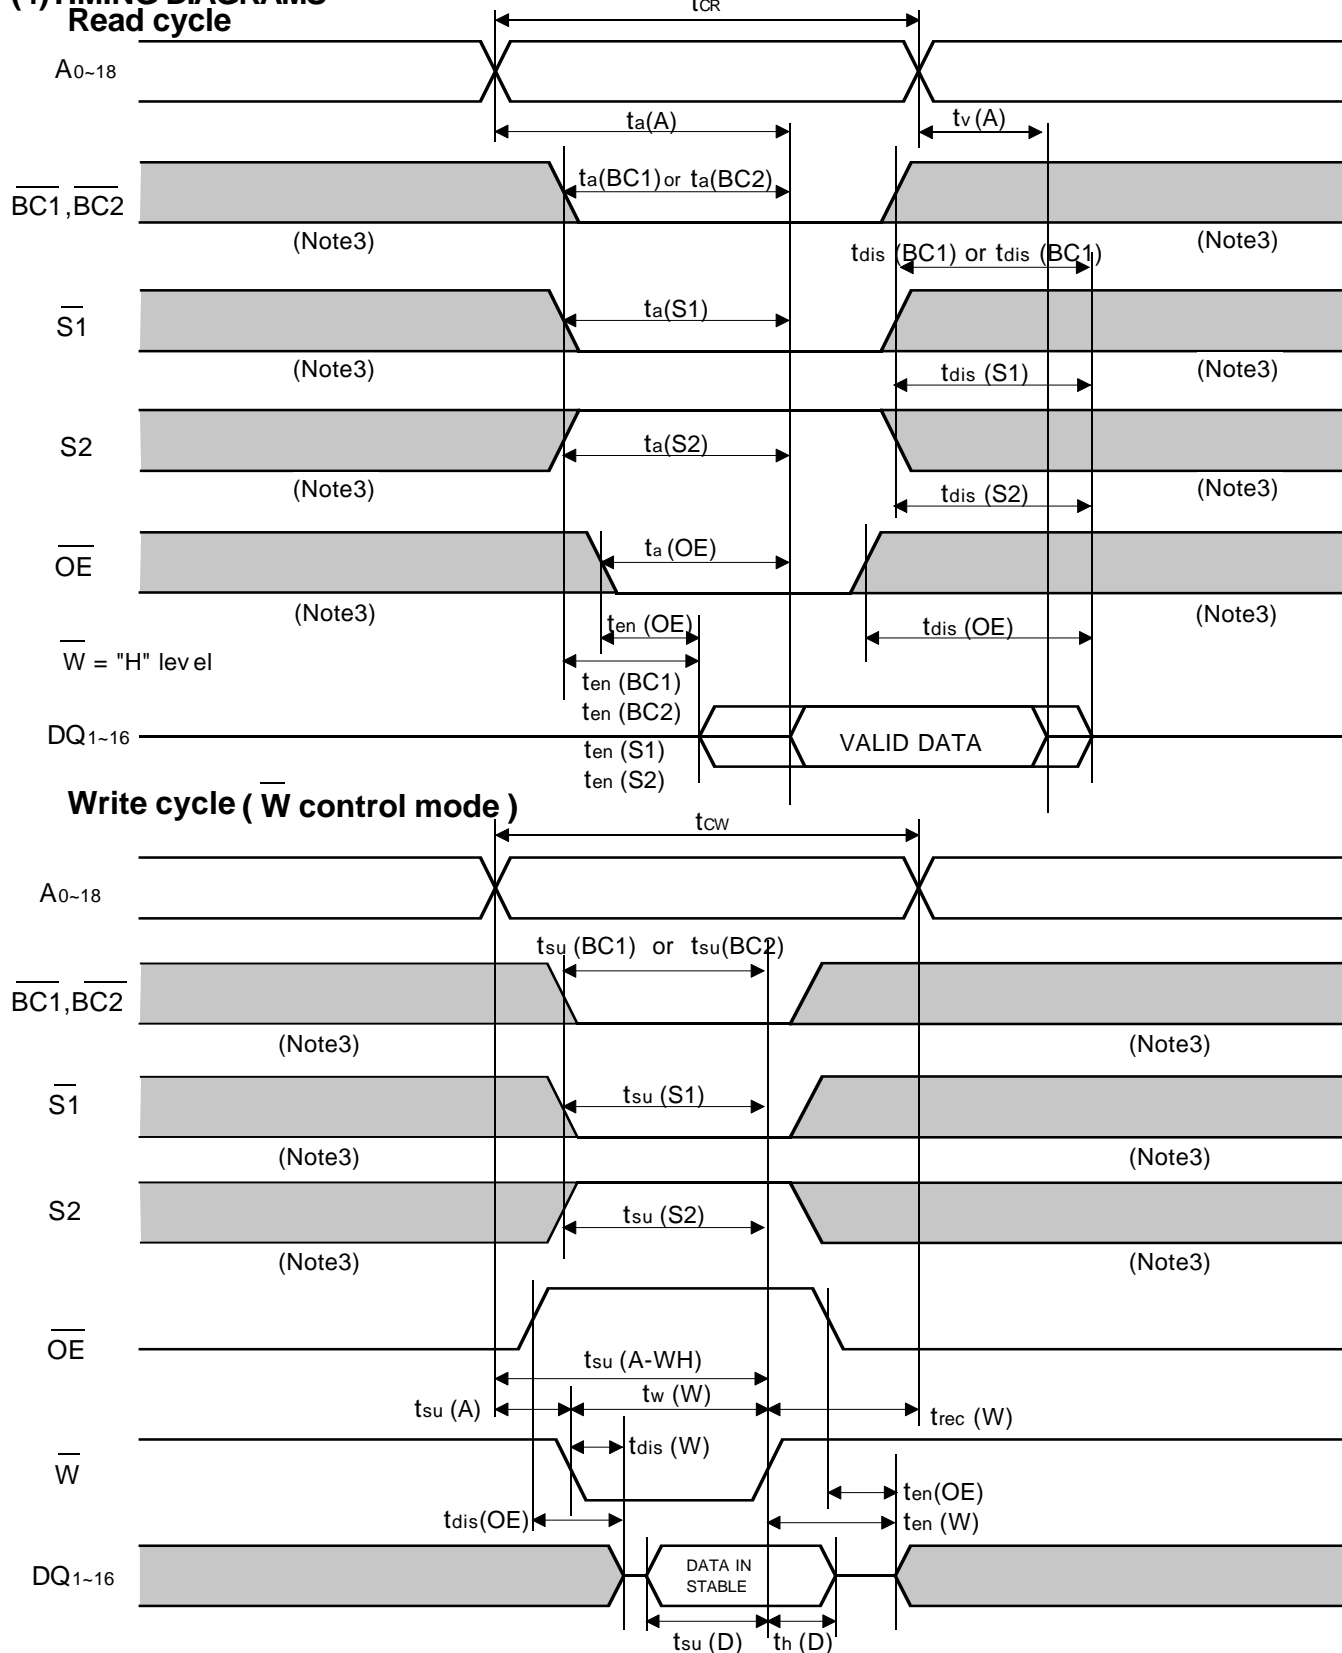 (4)TIMING DIAGRAMS
Read cycle
tCR
A0~18
ta(A)
tv (A)
ta(BC1) or ta(BC2)
BC1,BC2
(Note3)
(Note3)
tdis (BC1) or tdis (BC1)
S1
ta(S1)
(Note3)
(Note3)
tdis (S1)
S2
ta(S2)
(Note3)
(Note3)
tdis (S2)
OE
ta (OE)
(Note3)
(Note3)
ten (OE)
tdis (OE)
W = "H" level
ten (BC1)
ten (BC2)
DQ1~16
VALID DATA
ten (S1)
ten (S2)
Write cycle ( W control mode )
tCW
A0~18
tsu (BC1) or tsu(BC2)
BC1,BC2
(Note3)
(Note3)
S1
tsu (S1)
(Note3)
(Note3)
S2
tsu (S2)
(Note3)
(Note3)
OE
tsu (A-WH)
tsu (A)
tw (W)
trec (W)
W
tdis (W)
ten(OE)
tdis(OE)
ten (W)
DQ1~16
DATA IN
STABLE
tsu (D)
th (D)